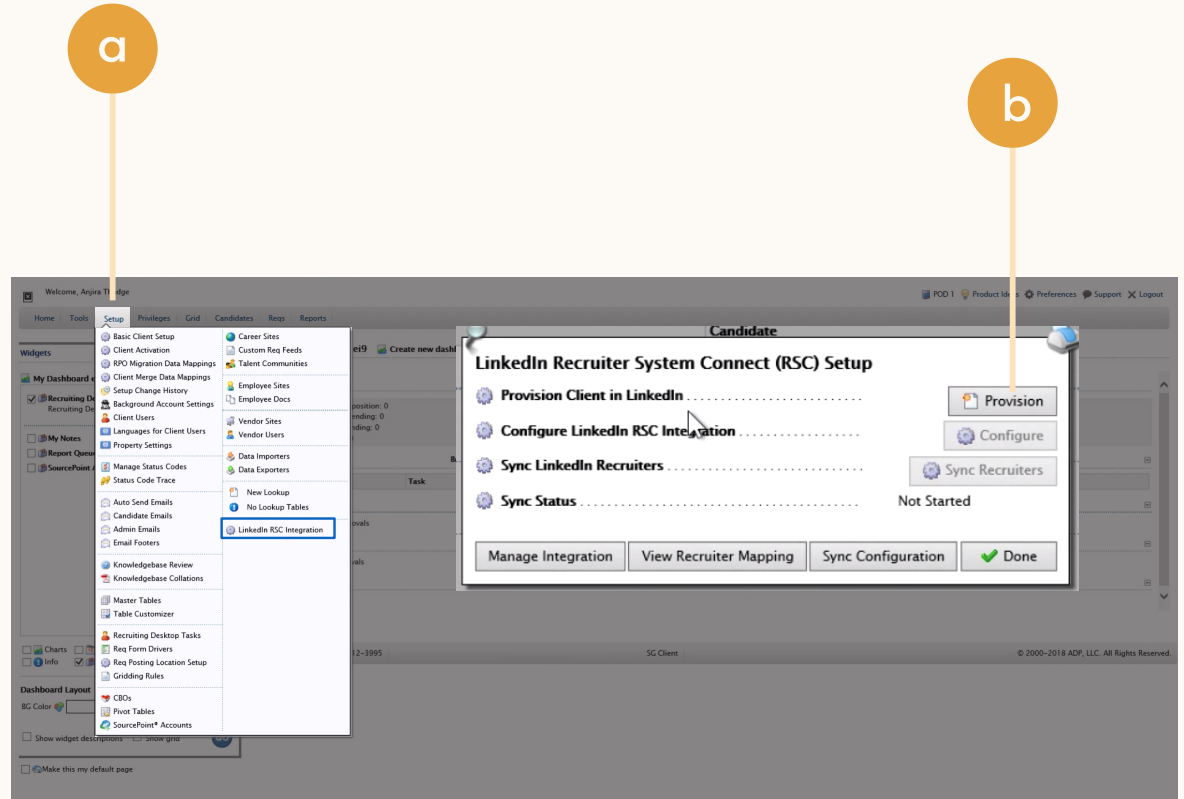 a
b
Welcome, Anjira
POD 1 Product Ideas Preferences Support Logout
Home Tools Setup Privileges Grid Candidates Reqs Reports
Widgets
My Dashboard
Recruiting De
Recruiting De
My Notes
Report Queue
SourcePoint A
Basic Client Setup
Client Activation
RPO Migration Data Mappings
Client Merge Data Mappings
Setup Change History
Background Account Settings
Client Users
Languages for Client Users
Property Settings
Manage Status Codes
Status Code Trace
Auto Send Emails
Candidate Emails
Admin Emails
Email Footers
Knowledgebase Review
Knowledgebase Collations
Master Tables
Table Customizer
Recruiting Desktop Tasks
Req Form Drivers
Req Posting Location Setup
Gridding Rules
CBOs
Pivot Tables
SourcePoint® Accounts
Career Sites
Custom Req Feeds
Talent Communities
Employee Sites
Employee Docs
Vendor Sites
Vendor Users
Data Importers
Data Exporters
New Lookup
No Lookup Tables
LinkedIn RSC Integration
ei9 Create new dashl
position: 0
ending: 0
nding: 0
Task
ovals
vals
Candidate
LinkedIn Recruiter System Connect (RSC) Setup
Provision Client in LinkedIn Provision
Configure LinkedIn RSC Integration Configure
Sync LinkedIn Recruiters Sync Recruiters
Sync Status Not Started
Manage Integration View Recruiter Mapping Sync Configuration Done
Charts
Info
12-3995
SG Client
© 2000-2018 ADP, LLC. All Rights Reserved.
Dashboard Layout
BG Color
Show widget descriptions Show grid
Make this my default page